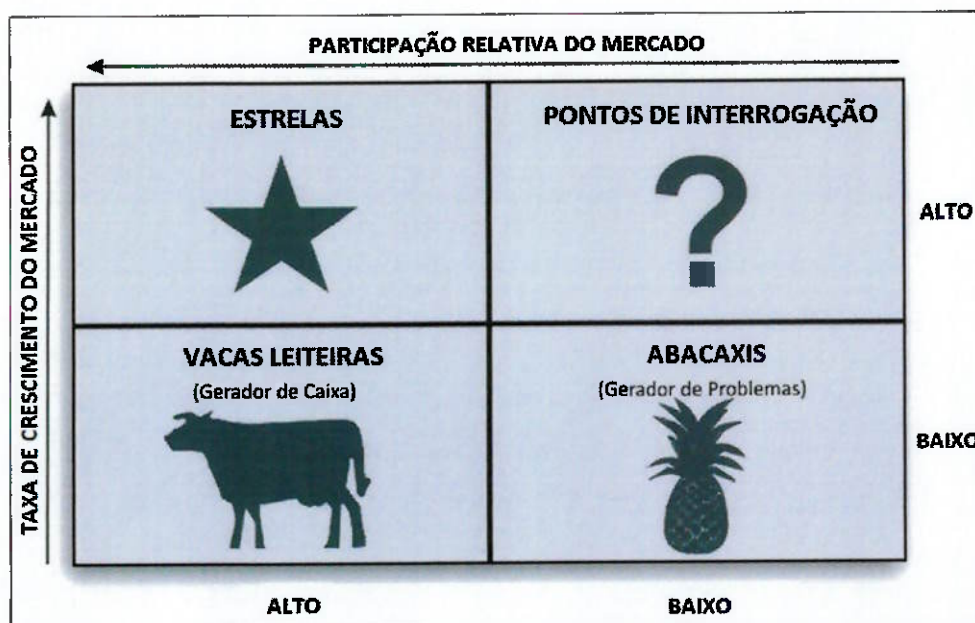 PARTICIPAÇÃO RELATIVA DO MERCADO
TAXA DE CRESCIMENTO DO MERCADO
ESTRELAS
PONTOS DE INTERROGAÇÃO
?
ALTO
VACAS LEITEIRAS
(Gerador de Caixa)
ABACAXIS
(Gerador de Problemas)
BAIXO
ALTO
BAIXO